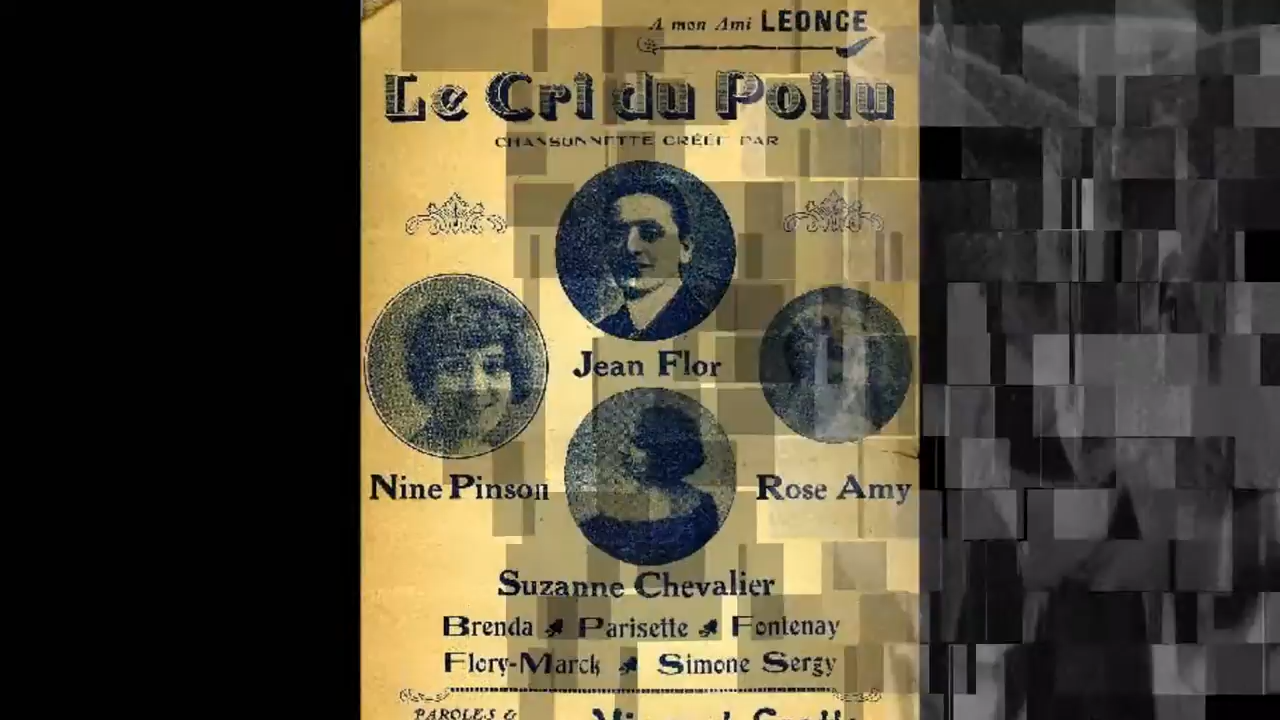 A mon Ami LEONCE
Le Cri du Poilu
CHANSONNETTE CRÉÉE PAR
Jean Flor
Nine Pinson
Rose Amy
Suzanne Chevalier
Brenda Parisette Fontenay
Flory-Marck Simone Sergy
PAROLES &